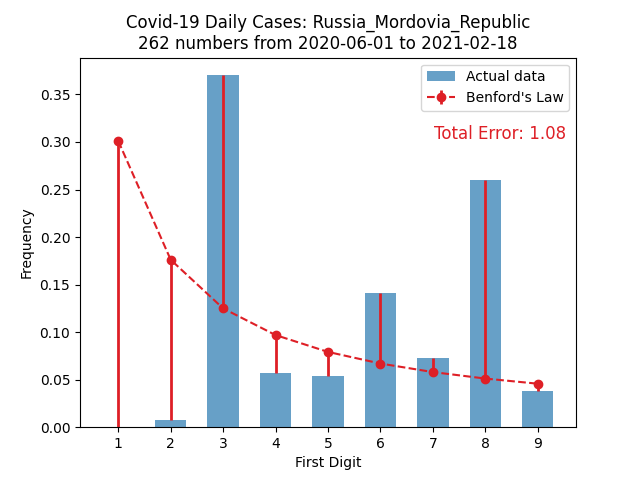 Covid-19 Daily Cases: Russia_Mordovia_Republic
262 numbers from 2020-06-01 to 2021-02-18
Actual data
Benford's Law
Total Error: 1.08
Frequency
0.35
0.30
0.25
0.20
0.15
0.10
0.05
0.00
1 2 3 4 5 6 7 8 9
First Digit